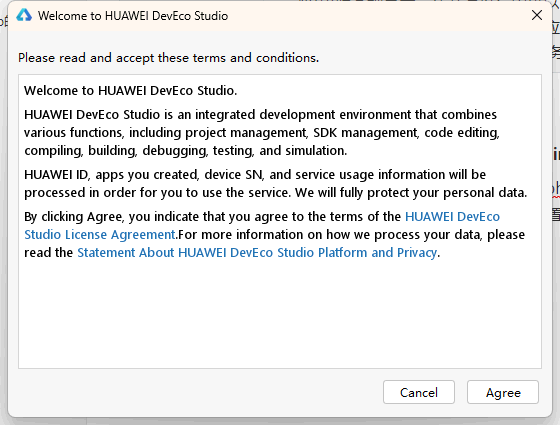 Welcome to HUAWEI DevEco Studio
Please read and accept these terms and conditions.
Welcome to HUAWEI DevEco Studio.
HUAWEI DevEco Studio is an integrated development environment that combines
various functions, including project management, SDK management, code editing,
compiling, building, debugging, testing, and simulation.
HUAWEI ID, apps you created, device SN, and service usage information will be
processed in order for you to use the service. We will fully protect your personal data.
By clicking Agree, you indicate that you agree to the terms of the HUAWEI DevEco
Studio License Agreement.For more information on how we process your data, please
read the Statement About HUAWEI DevEco Studio Platform and Privacy.
Cancel
Agree